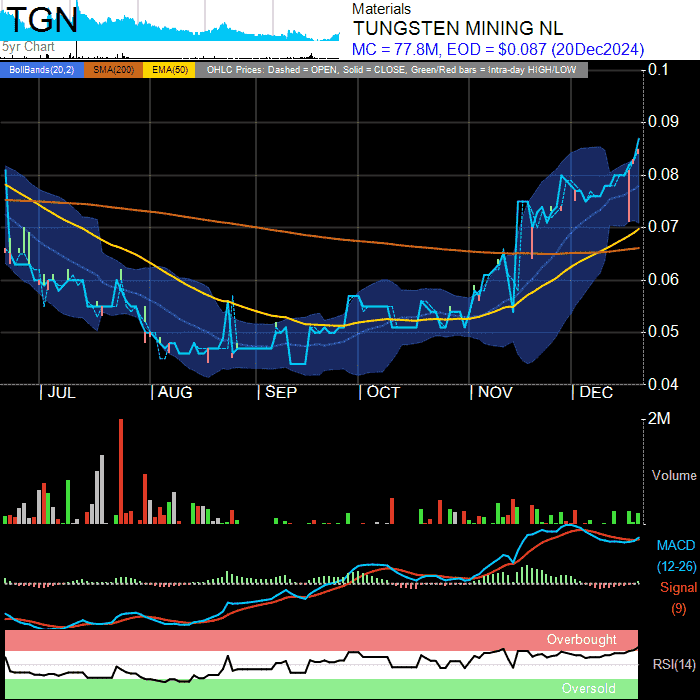 TGN
5yr Chart
Materials
TUNGSTEN MINING NL
MC = 77.8M, EOD = $0.087 (20Dec2024)
BollBands(20,2) SMA(200) EMA(50) OHLC Prices: Dashed = OPEN, Solid = CLOSE, Green/Red bars = Intra-day HIGH/LOW
0.1
0.09
0.08
0.07
0.06
0.05
0.04
JUL AUG SEP OCT NOV DEC
2M
Volume
MACD
(12-26)
Signal
(9)
Overbought
RSI(14)
Oversold